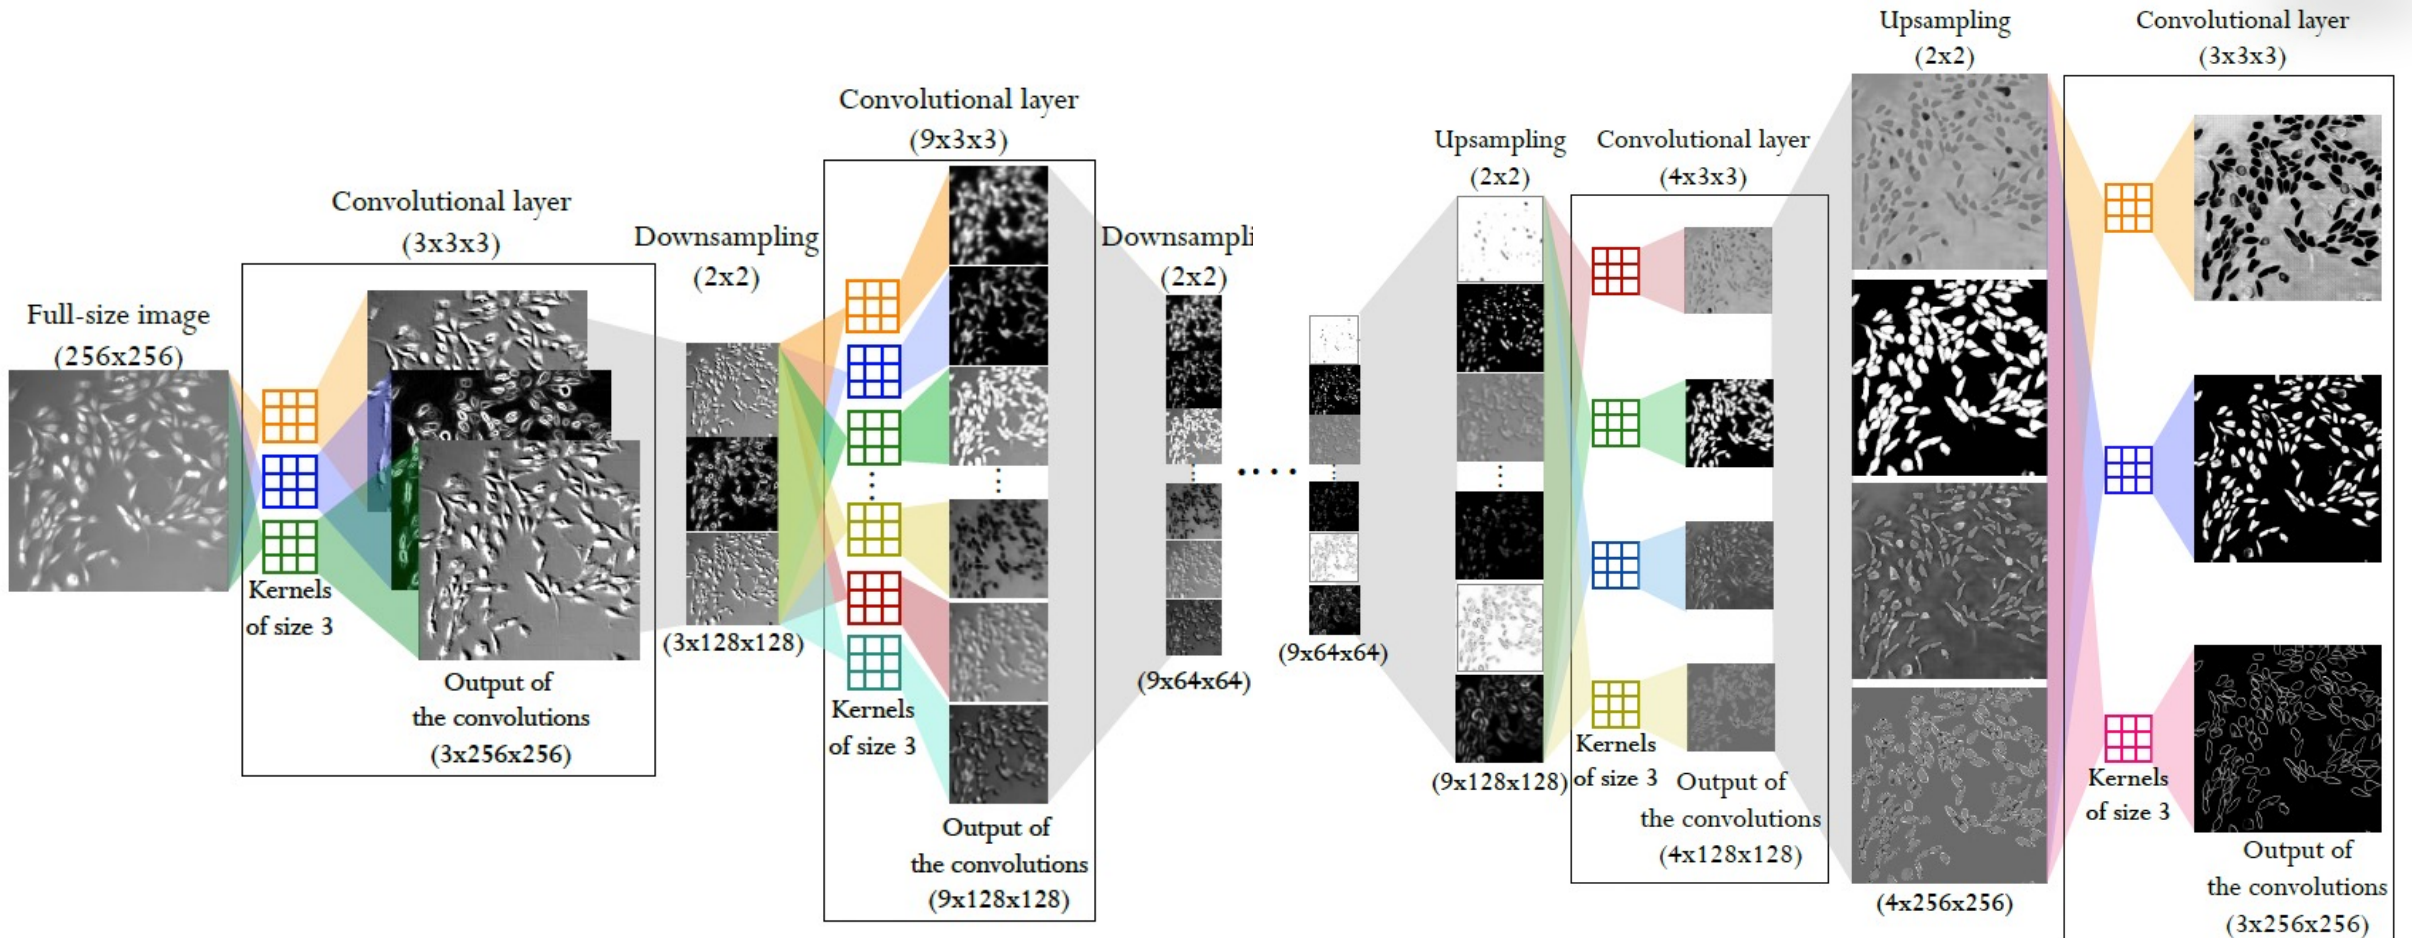 Full-size image
(256x256)
Convolutional layer
(3x3x3)
Kernels
of size 3
Output of
the convolutions
(3x256x256)
Downsampling
(2x2)
(3x128x128)
Convolutional layer
(9x3x3)
Kernels
of size 3
Output of
the convolutions
(9x128x128)
Downsampli
(2x2)
(9x64x64)
(9x64x64)
Upsampling
(2x2)
(9x128x128)
Convolutional layer
(4x3x3)
Kernels
of size 3
Output of
the convolutions
(4x128x128)
Upsampling
(2x2)
(4x256x256)
Convolutional layer
(3x3x3)
Kernels
of size 3
Output of
the convolutions
(3x256x256)